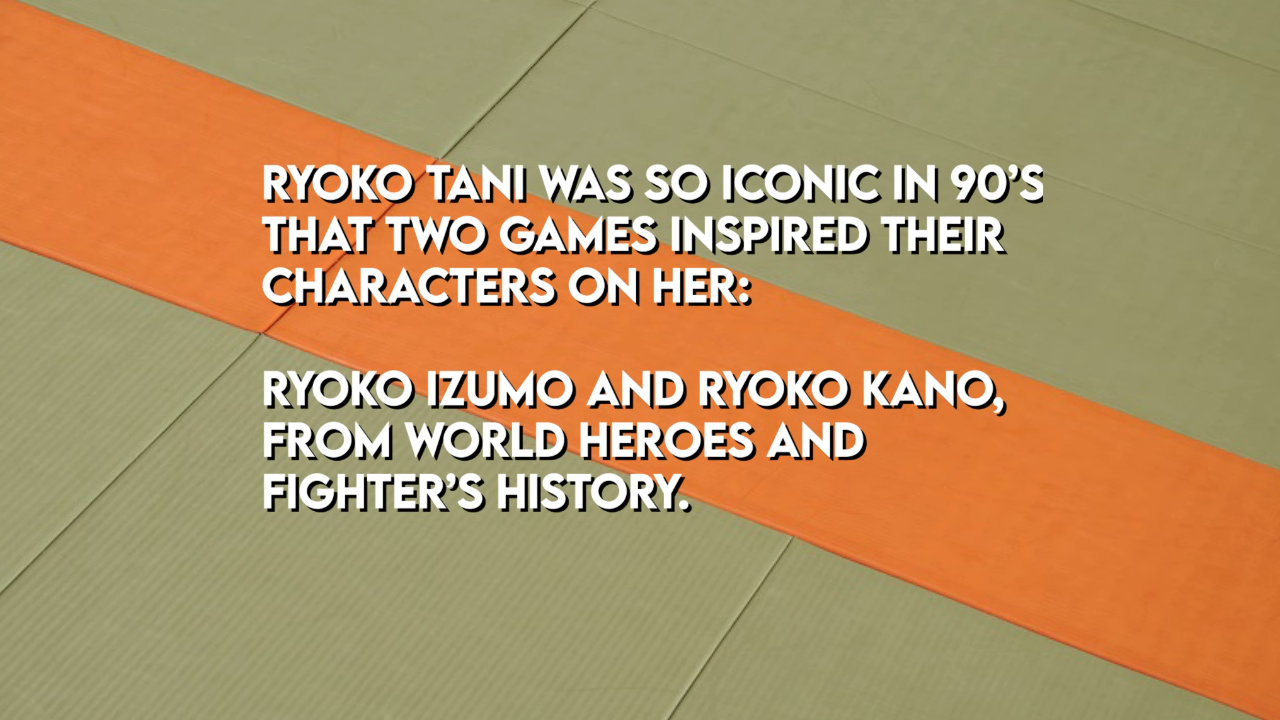 RYOKO TANI WAS SO ICONIC IN 90'S
THAT TWO GAMES INSPIRED THEIR
CHARACTERS ON HER:
RYOKO IZUMO AND RYOKO KANO,
FROM WORLD HEROES AND
FIGHTER'S HISTORY.